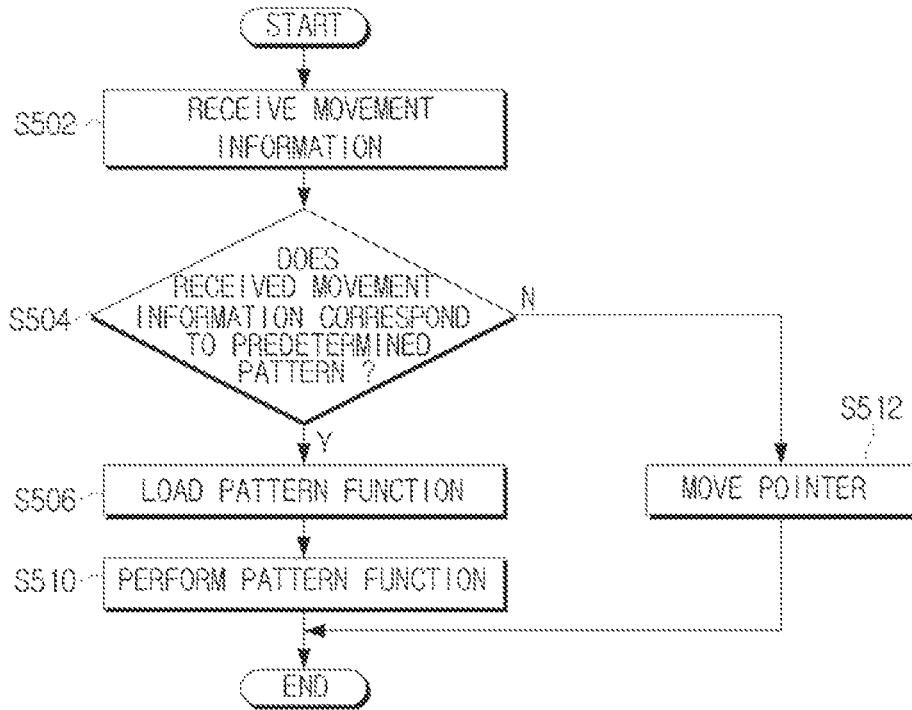 START
S502
RECEIVE MOVEMENT
INFORMATION
S504
DOES
RECEIVED MOVEMENT
INFORMATION CORRESPOND
TO PREDETERMINED
PATTERN ?
N
Y
S506
LOAD PATTERN FUNCTION
S512
MOVE POINTER
S510
PERFORM PATTERN FUNCTION
END